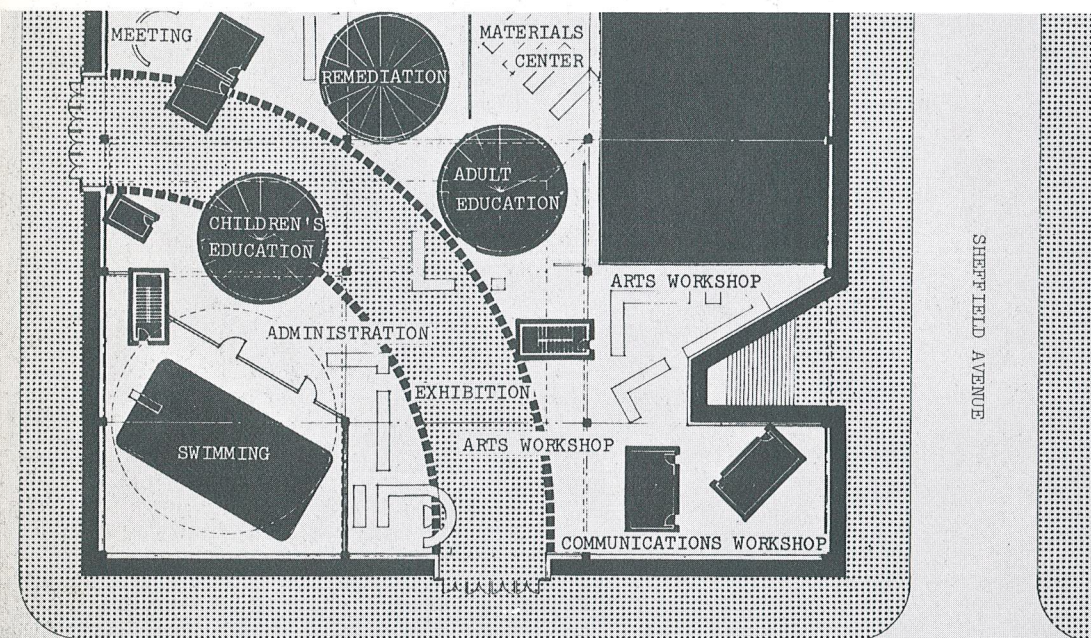 MEETING
REMEDIATION
MATERIALS
CENTER
ADULT
EDUCATION
CHILDREN'S
EDUCATION
ARTS WORKSHOP
ADMINISTRATION
EXHIBITION
ARTS WORKSHOP
SWIMMING
COMMUNICATIONS WORKSHOP
SHEFFIELD AVENUE